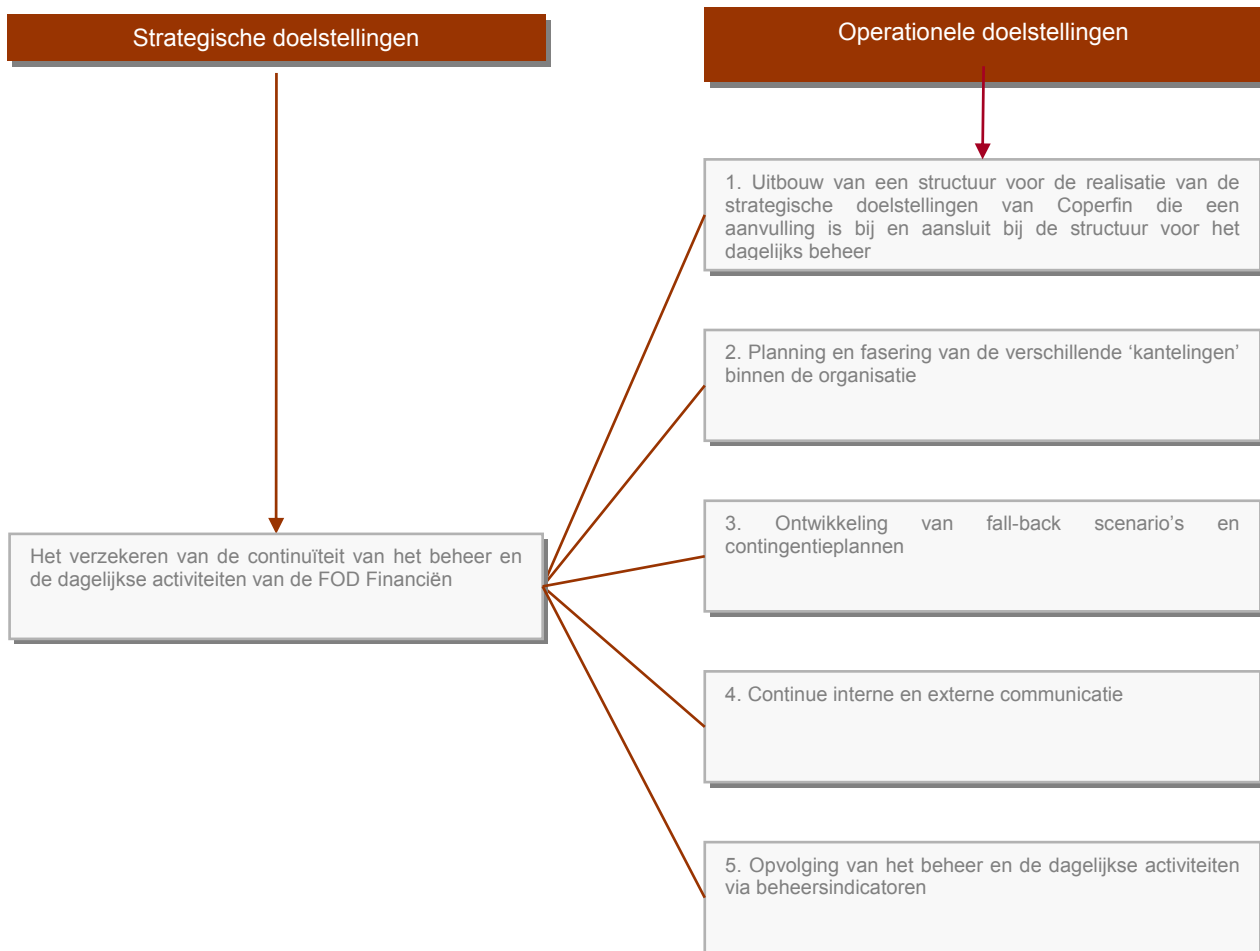 Strategische doelstellingen
Operationele doelstellingen
1. Uitbouw van een structuur voor de realisatie van de
strategische doelstellingen van Coperfin die een
aanvulling is bij en aansluit bij de structuur voor het
dagelijks beheer
2. Planning en fasering van de verschillende ‘kantelingen’
binnen de organisatie
3. Ontwikkeling van fall-back scenario’s en
contingentieplannen
Het verzekeren van de continuïteit van het beheer en
de dagelijkse activiteiten van de FOD Financiën
4. Continue interne en externe communicatie
5. Opvolging van het beheer en de dagelijkse activiteiten
via beheersindicatoren